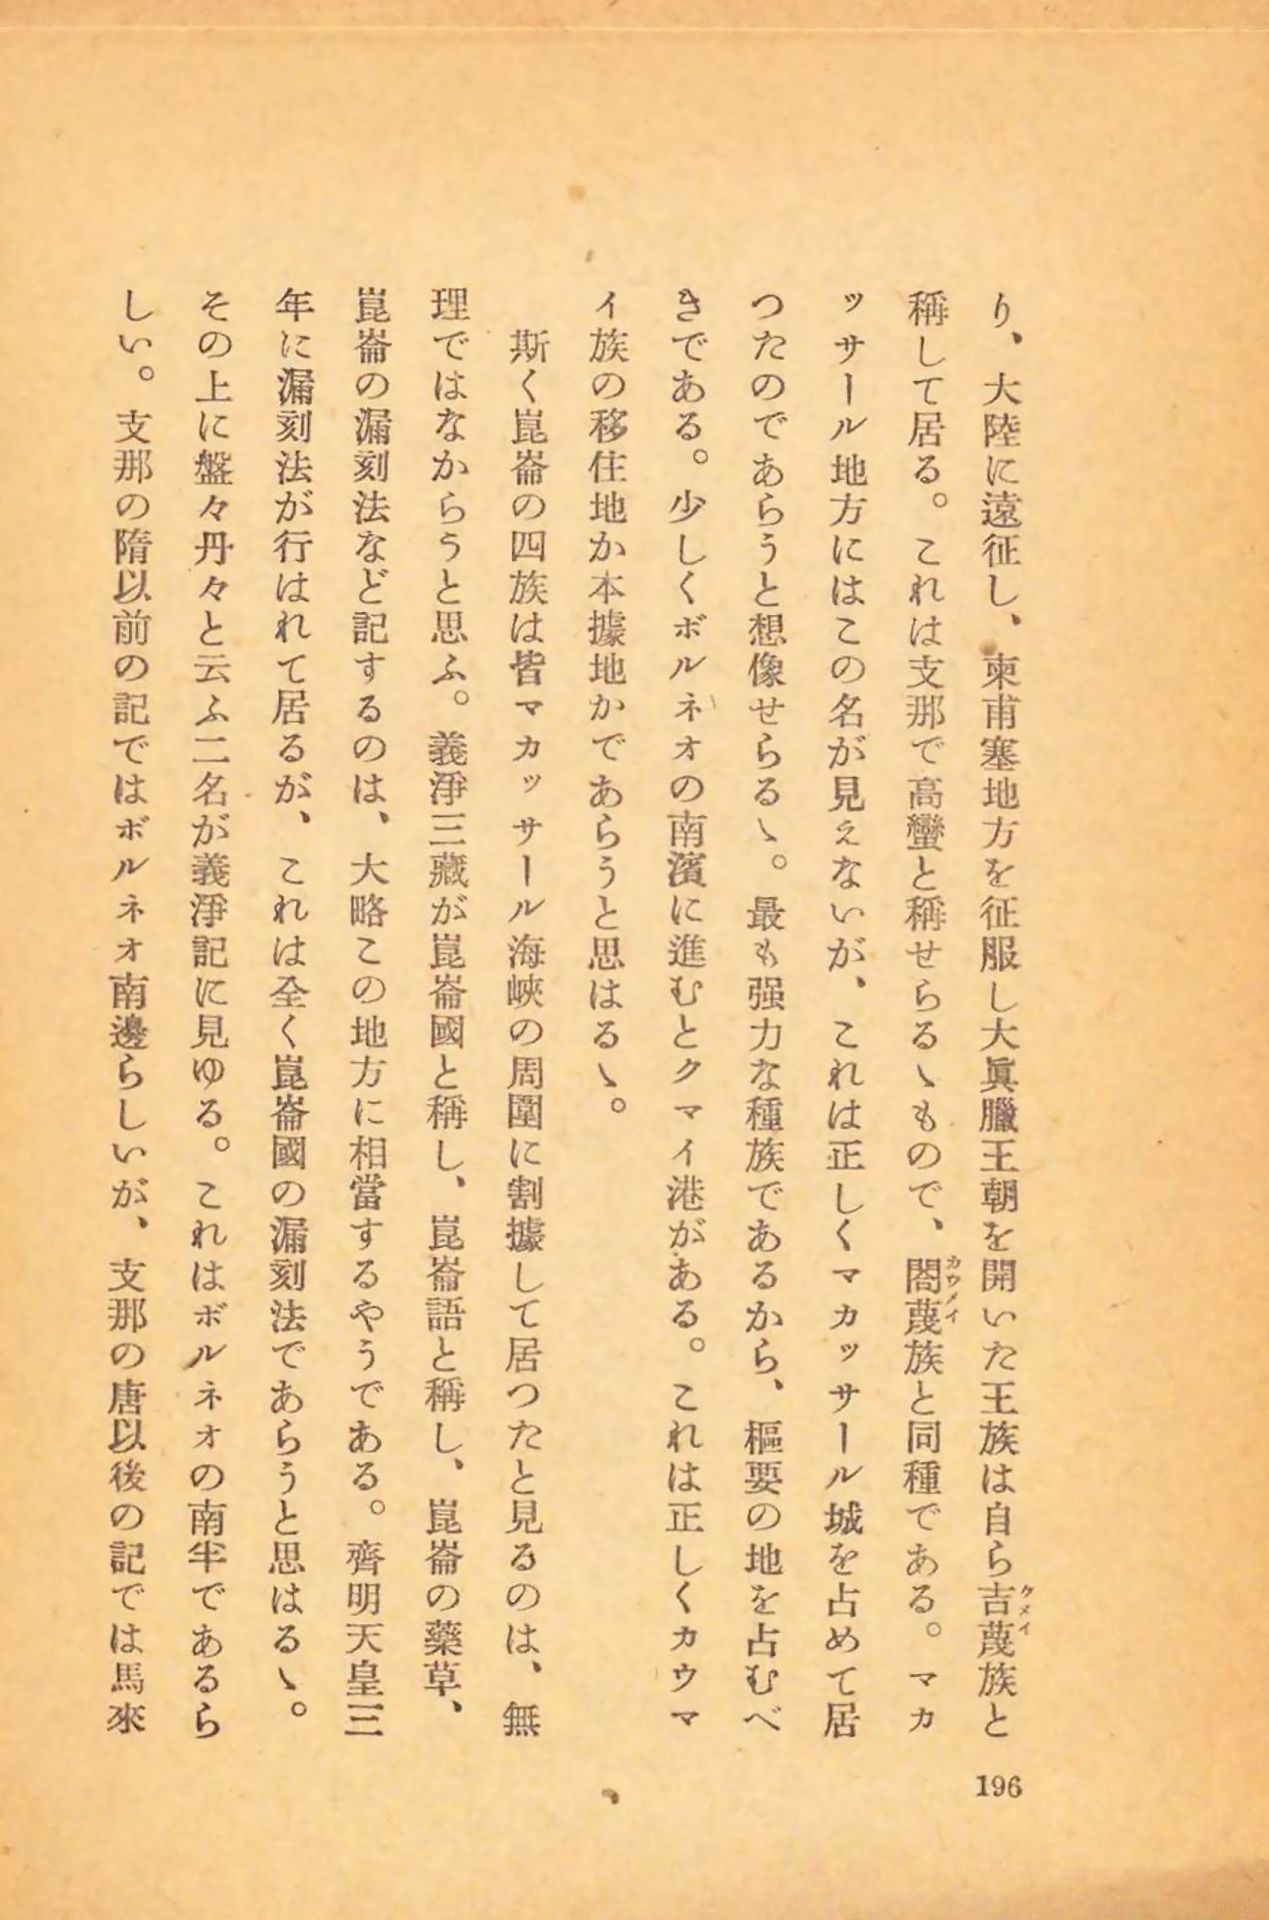 り、大陸に遠征し、柬甫塞地方を征服し大眞臘王朝を開いた王族は自ら吉蔑族と
クメイ
稱して居る。これは支那で高蠻と稱せらるゝもので、閤蔑族と同種である。マカ
カウメイ
ッサール地方にはこの名が見えないが、これは正しくマカッサール城を占めて居
つたのであらうと想像せらるゝ。最も强力な種族であるから、樞要の地を占むべ
きである。少しくボルネオの南濱に進むとクマイ港がある。これは正しくカウマ
イ族の移住地か本據地かであらうと思はるゝ。
斯く崑崙の四族は皆マカッサール海峽の周圍に割據して居つたと見るのは、無
理ではなからうと思ふ。義淨三藏が崑崙國と稱し、崑崙語と稱し、崑崙の藥草、
崑崙の漏刻法など記するのは、大略この地方に相當するやうである。齊明天皇三
年に漏刻法が行はれて居るが、これは全く崑崙國の漏刻法であらうと思はるゝ。
その上に盤々丹々と云ふ二名が義淨記に見ゆる。これはボルネオの南半であるら
しい。支那の隋以前の記ではボルネオ南邊らしいが、支那の唐以後の記では馬來
196